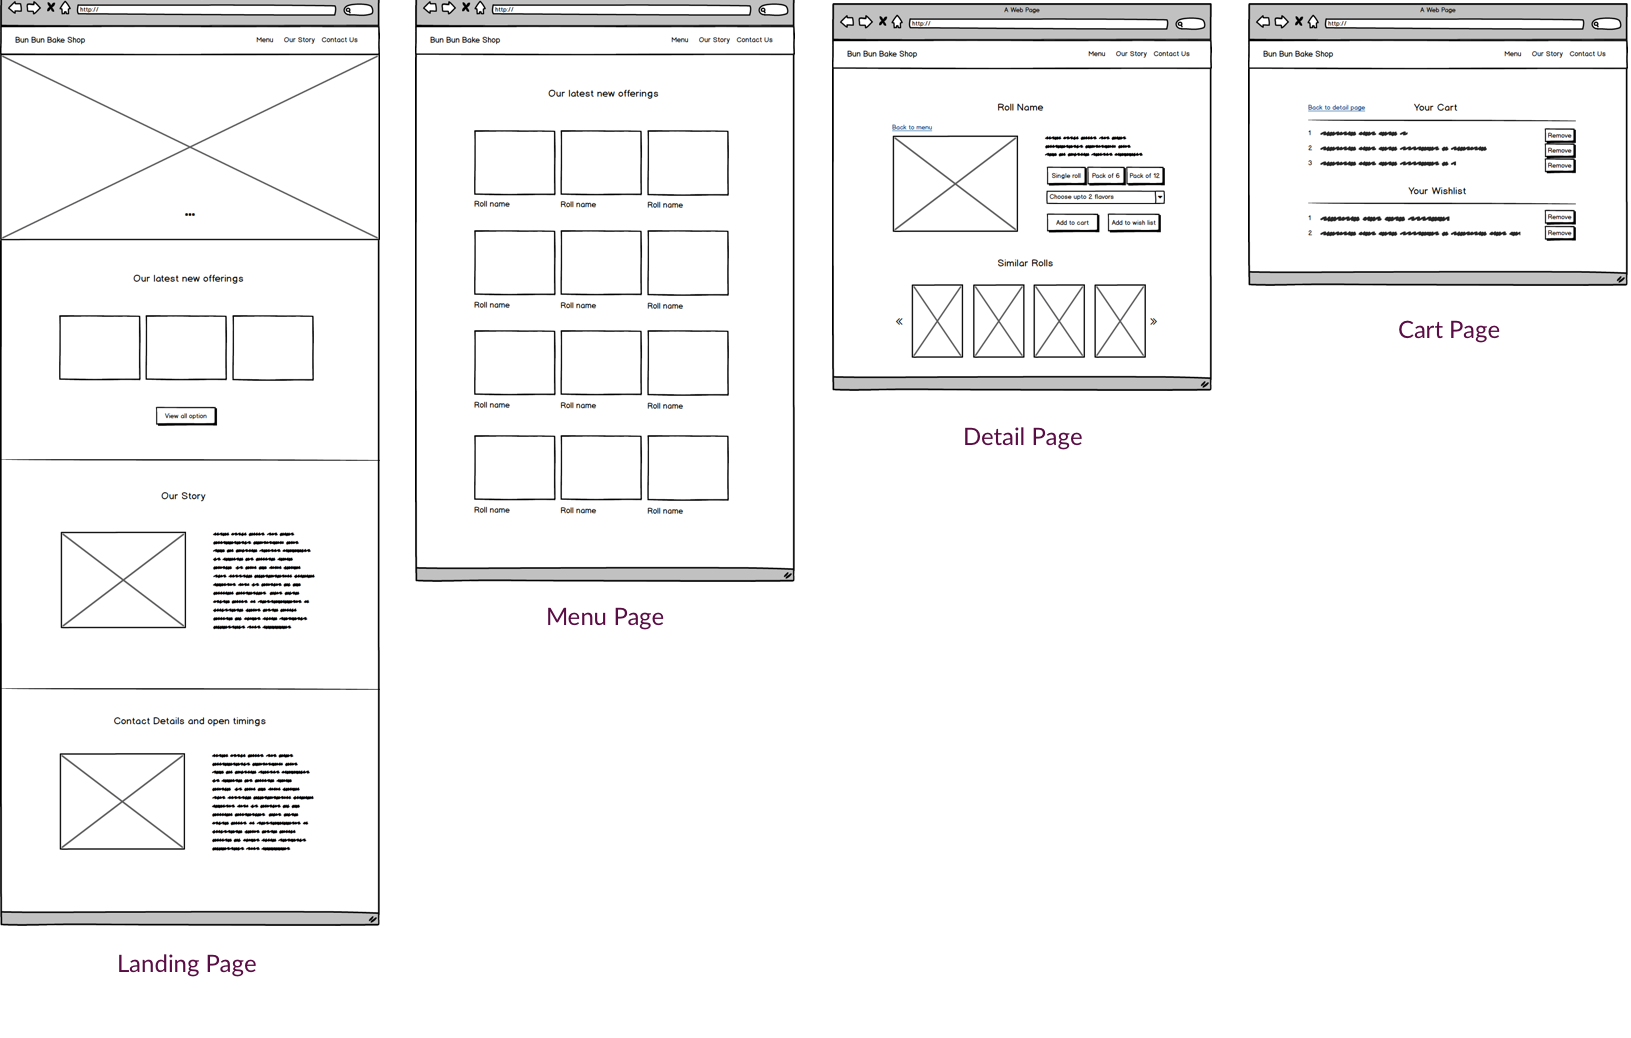 http://
Bun Bun Bake Shop Menu Our Story Contact Us
Our latest new offerings
View all option
Our Story
Contact Details and open timings
Landing Page
http://
Bun Bun Bake Shop Menu Our Story Contact Us
Our latest new offerings
Roll name Roll name Roll name
Roll name Roll name Roll name
Roll name Roll name Roll name
Roll name Roll name Roll name
Menu Page
A Web Page
http://
Bun Bun Bake Shop Menu Our Story Contact Us
Roll Name
Back to menu
Single roll Pack of 6 Pack of 12
Choose upto 2 flavors
Add to cart Add to wish list
Similar Rolls
Detail Page
A Web Page
http://
Bun Bun Bake Shop Menu Our Story Contact Us
Back to detail page Your Cart
1 Remove
2 Remove
3 Remove
Your Wishlist
1 Remove
2 Remove
Cart Page